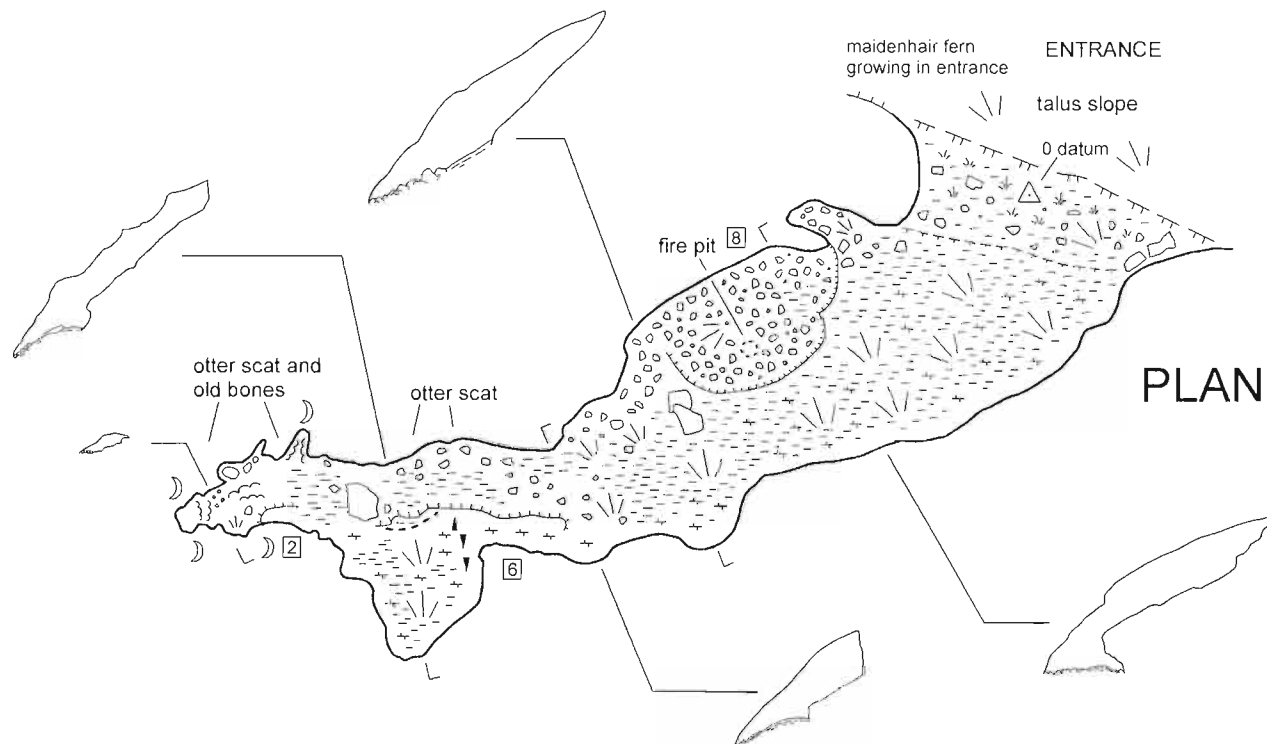 maidenhair fern
growing in entrance
ENTRANCE
talus slope
0 datum
8
fire pit
PLAN
otter scat and
old bones
otter scat
2
6